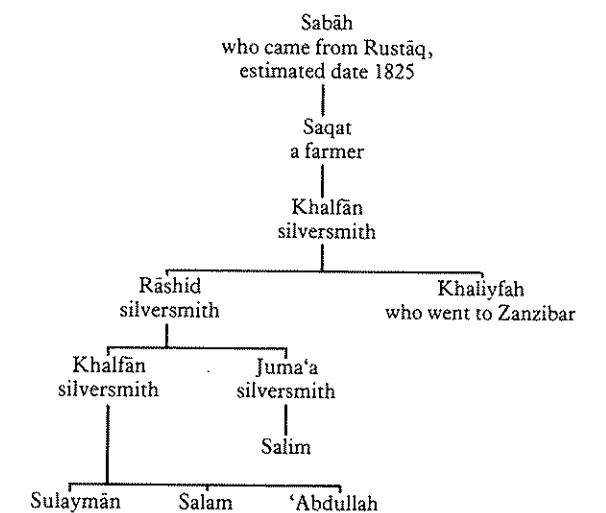 Sabāh
who came from Rustāq,
estimated date 1825
Saqat
a farmer
Khalfān
silversmith
Rāshid
silversmith
Khaliyfah
who went to Zanzibar
Khalfān
silversmith
Juma‘a
silversmith
Salim
Sulaymān Salam ‘Abdullah